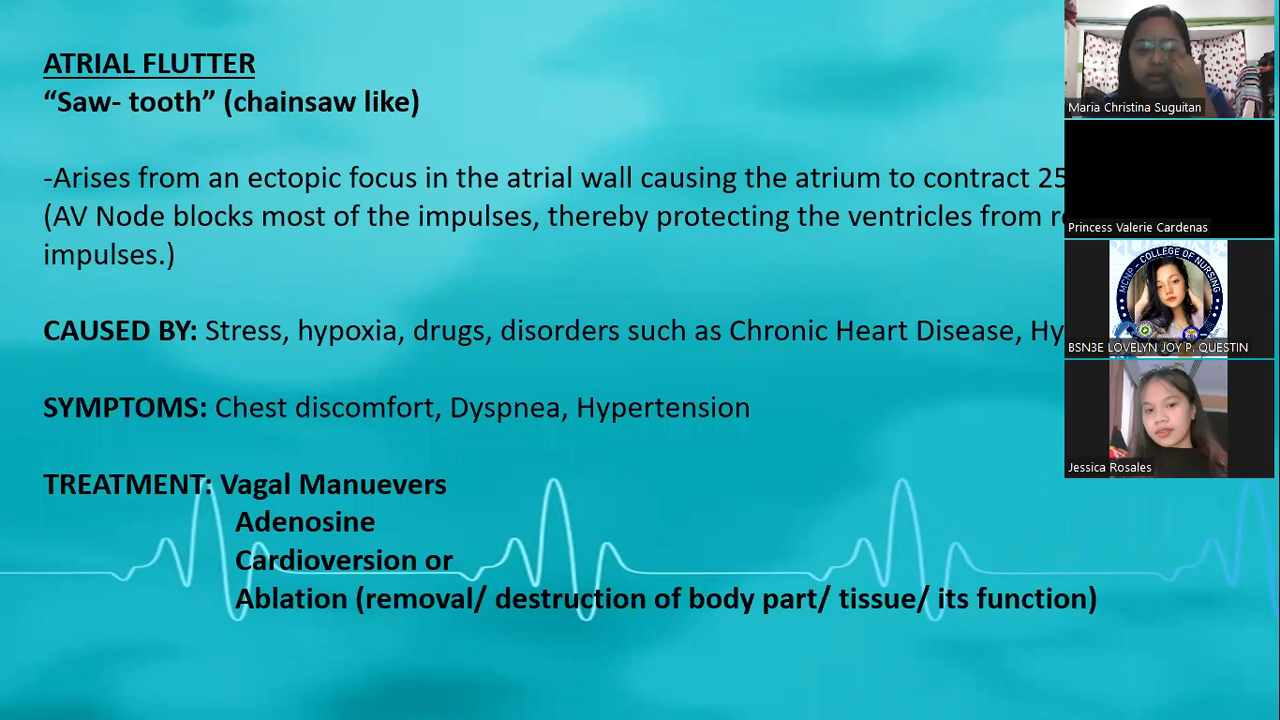 ATRIAL FLUTTER
“Saw- tooth” (chainsaw like)
-Arises from an ectopic focus in the atrial wall causing the atrium to contract 25
(AV Node blocks most of the impulses, thereby protecting the ventricles from
impulses.)
CAUSED BY: Stress, hypoxia, drugs, disorders such as Chronic Heart Disease, Hy
SYMPTOMS: Chest discomfort, Dyspnea, Hypertension
TREATMENT: Vagal Manuevers
Adenosine
Cardioversion or
Ablation (removal/ destruction of body part/ tissue/ its function)
Maria Christina Suguitan
Princess Valerie Cardenas
MCNP - COLLEGE OF NURSING
BSN3E LOVELYN JOY P. QUESTIN
Jessica Rosales